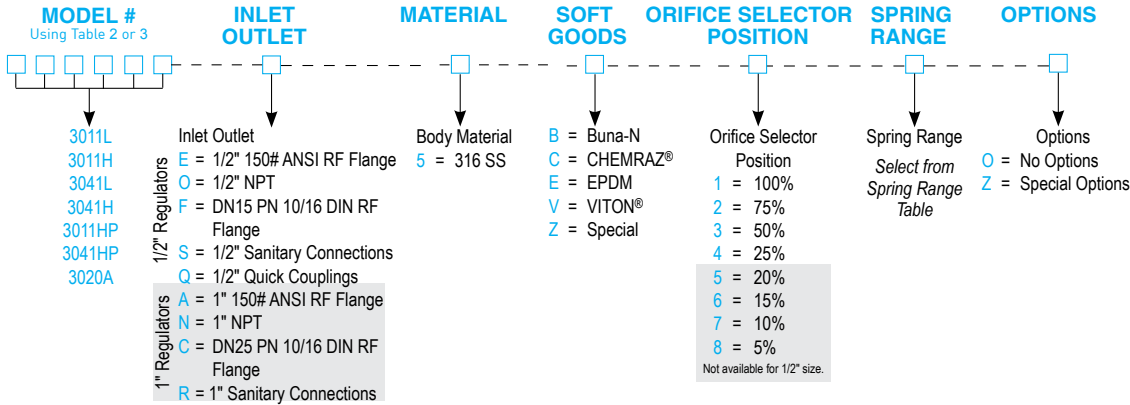 MODEL #
Using Table 2 or 3
INLET
OUTLET
MATERIAL
SOFT
GOODS
ORIFICE SELECTOR
POSITION
SPRING
RANGE
OPTIONS
3011L
3011H
3041L
3041H
3011HP
3041HP
3020A
1/2" Regulators
1" Regulators
Inlet Outlet
E = 1/2" 150# ANSI RF Flange
O = 1/2" NPT
F = DN15 PN 10/16 DIN RF
Flange
S = 1/2" Sanitary Connections
Q = 1/2" Quick Couplings
A = 1" 150# ANSI RF Flange
N = 1" NPT
C = DN25 PN 10/16 DIN RF
Flange
R = 1" Sanitary Connections
Body Material
5 = 316 SS
B = Buna-N
C = CHEMRAZ®
E = EPDM
V = VITON®
Z = Special
Orifice Selector
Position
1 = 100%
2 = 75%
3 = 50%
4 = 25%
5 = 20%
6 = 15%
7 = 10%
8 = 5%
Not available for 1/2" size.
Spring Range
Select from
Spring Range
Table
Options
O = No Options
Z = Special Options